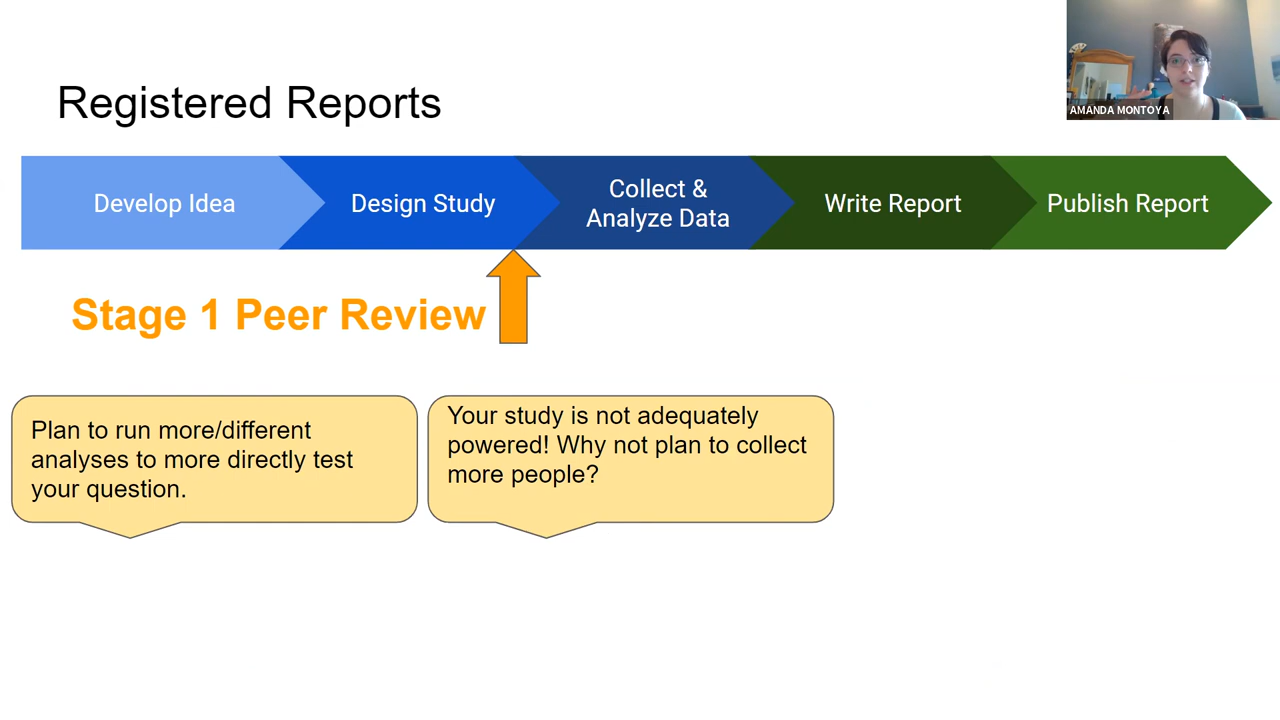 AMANDA MONTOYA
Registered Reports
Develop Idea
Design Study
Collect &
Analyze Data
Write Report
Publish Report
Stage 1 Peer Review
Plan to run more/different
analyses to more directly test
your question.
Your study is not adequately
powered! Why not plan to collect
more people?